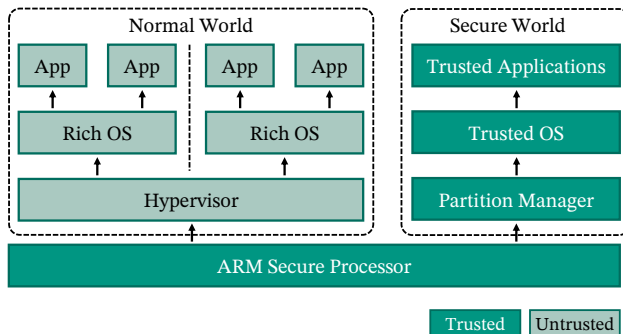 Normal World
Secure World
App
App
App
App
Trusted Applications
Rich OS
Rich OS
Trusted OS
Hypervisor
Partition Manager
ARM Secure Processor
Trusted
Untrusted